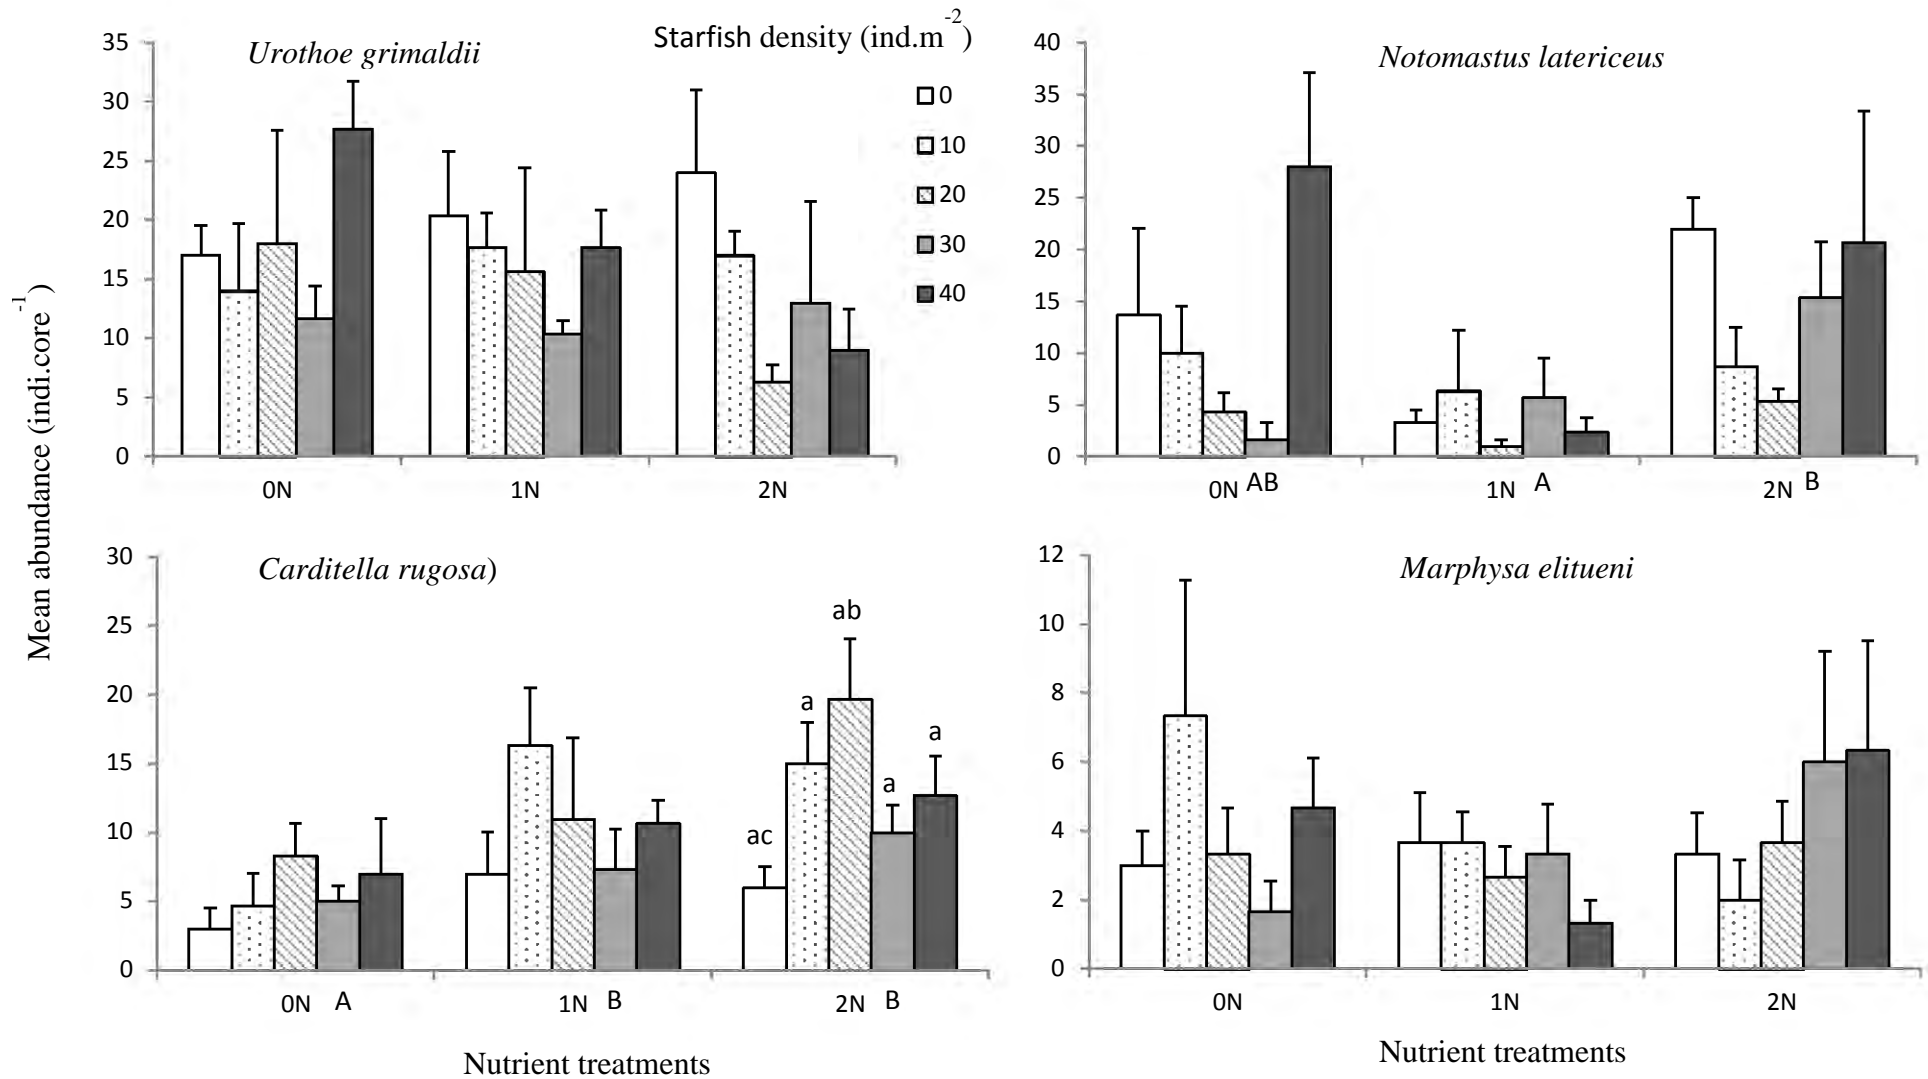 Mean abundance (indi.core-1)
Urothoe grimaldii
Starfish density (ind.m-2)
0
10
20
30
40
35
30
25
20
15
10
5
0
0N
1N
2N
Notomastus latericeus
40
35
30
25
20
15
10
5
0
0N AB
1N A
2N B
Carditella rugosa)
30
25
20
15
10
5
0
ac
a
ab
a
a
0N A
1N B
2N B
Nutrient treatments
Marphysa elitueni
12
10
8
6
4
2
0
0N
1N
2N
Nutrient treatments